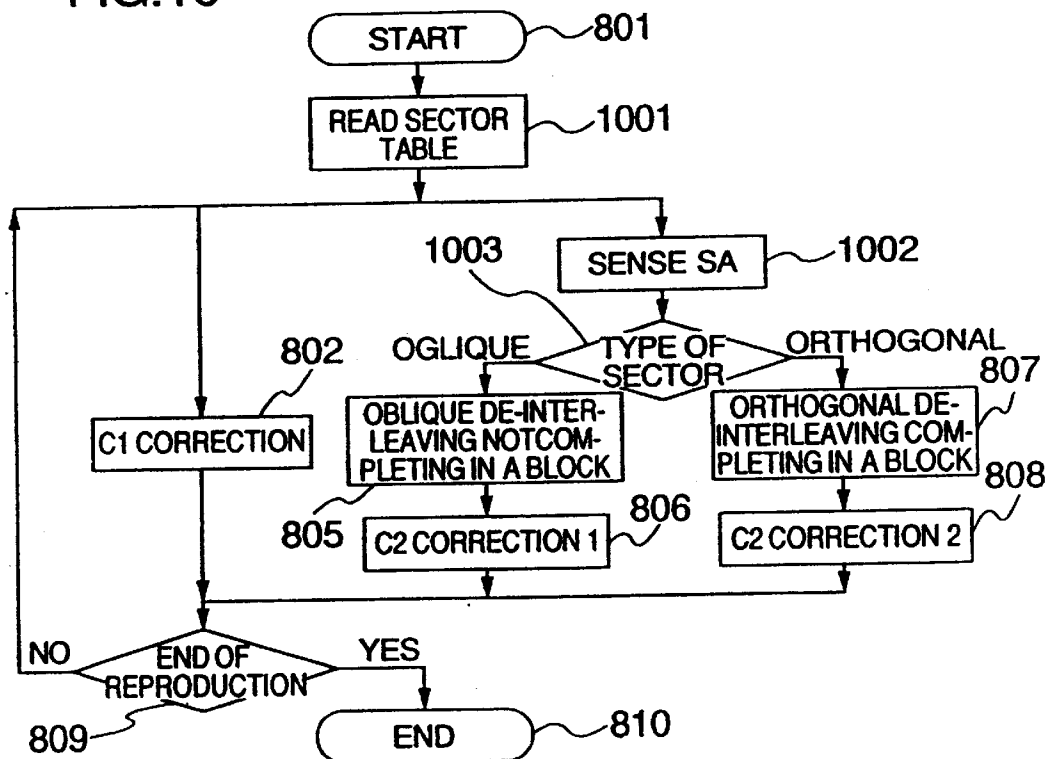 FIG.10
START
801
READ SECTOR
TABLE
1001
1003
SENSE SA
1002
OGLIQUE
TYPE OF
SECTOR
ORTHOGONAL
802
807
C1 CORRECTION
OBLIQUE DE-INTER-
LEAVING NOTCOM-
PLETING IN A BLOCK
ORTHOGONAL DE-
INTERLEAVING COM-
PLETING IN A BLOCK
805
806
808
C2 CORRECTION 1
C2 CORRECTION 2
NO
END OF
REPRODUCTION
YES
809
END
810